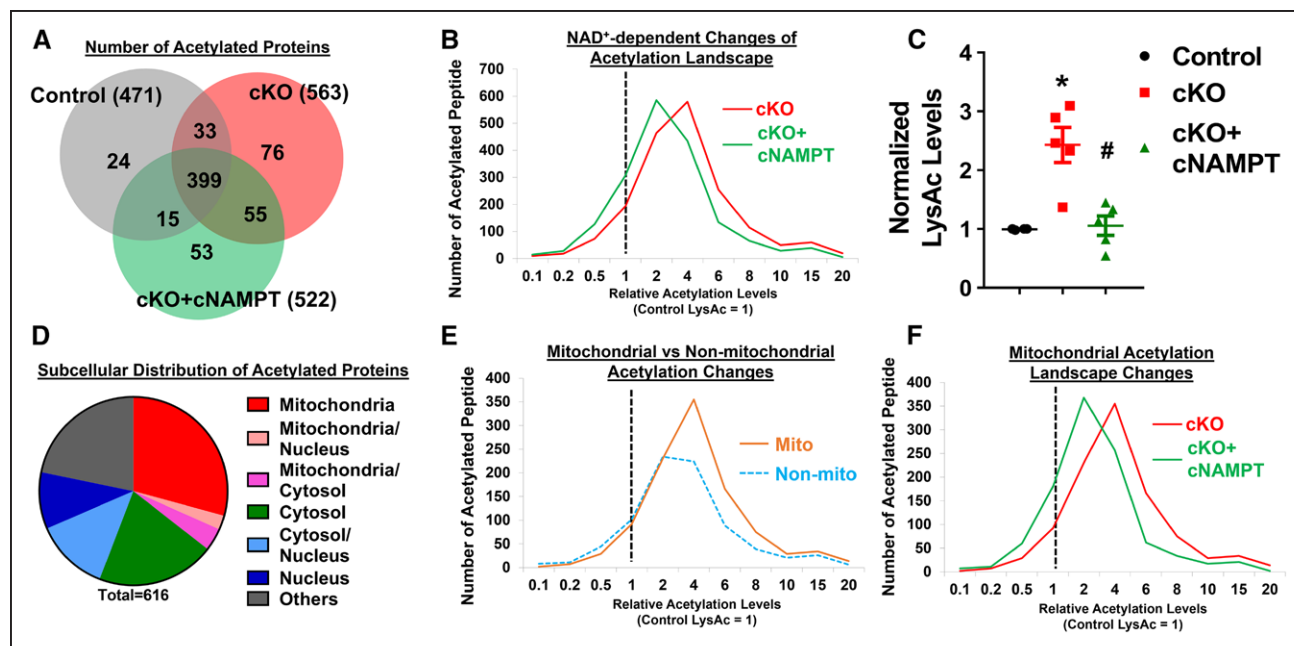 A
Number of Acetylated Proteins
Control (471)
cKO (563)
33
24
76
399
15
55
53
cKO+cNAMPT (522)
B
NAD⁺-dependent Changes of
Acetylation Landscape
Number of Acetylated Peptide
700
600
500
400
300
200
100
0
0.1 0.2 0.5 1 2 4 6 8 10 15 20
Relative Acetylation Levels
(Control LysAc = 1)
cKO
cKO+
cNAMPT
C
Normalized
LysAc Levels
4
3
2
1
0
*
#
Control
cKO
cKO+
cNAMPT
D
Subcellular Distribution of Acetylated Proteins
Mitochondria
Mitochondria/
Nucleus
Mitochondria/
Cytosol
Cytosol
Cytosol/
Nucleus
Nucleus
Others
Total=616
E
Mitochondrial vs Non-mitochondrial
Acetylation Changes
Number of Acetylated Peptide
400
350
300
250
200
150
100
50
0
0.1 0.2 0.5 1 2 4 6 8 10 15 20
Relative Acetylation Levels
(Control LysAc = 1)
Mito
Non-mito
F
Mitochondrial Acetylation
Landscape Changes
Number of Acetylated Peptide
400
350
300
250
200
150
100
50
0
0.1 0.2 0.5 1 2 4 6 8 10 15 20
Relative Acetylation Levels
(Control LysAc = 1)
cKO
cKO+
cNAMPT